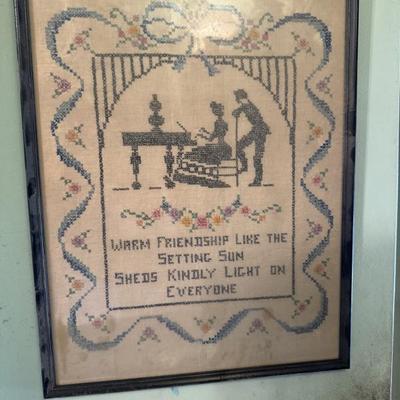 WARM FRIENDSHIP LIKE THE
SETTING SUN
SHEDS KINDLY LIGHT ON
EVERYONE